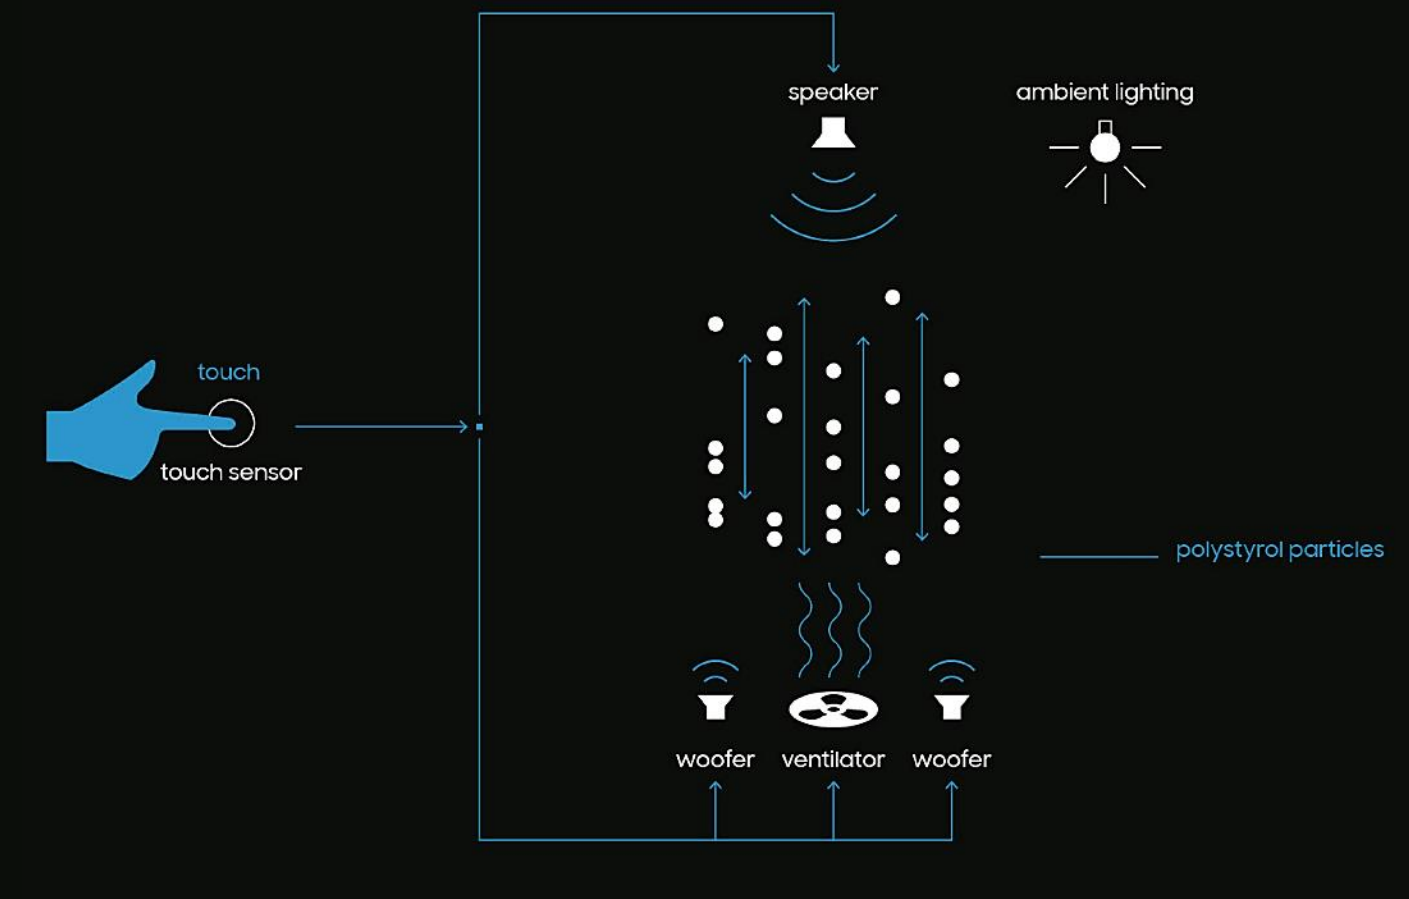 speaker
ambient lighting
touch
touch sensor
polystyrol particles
woofer
ventilator
woofer